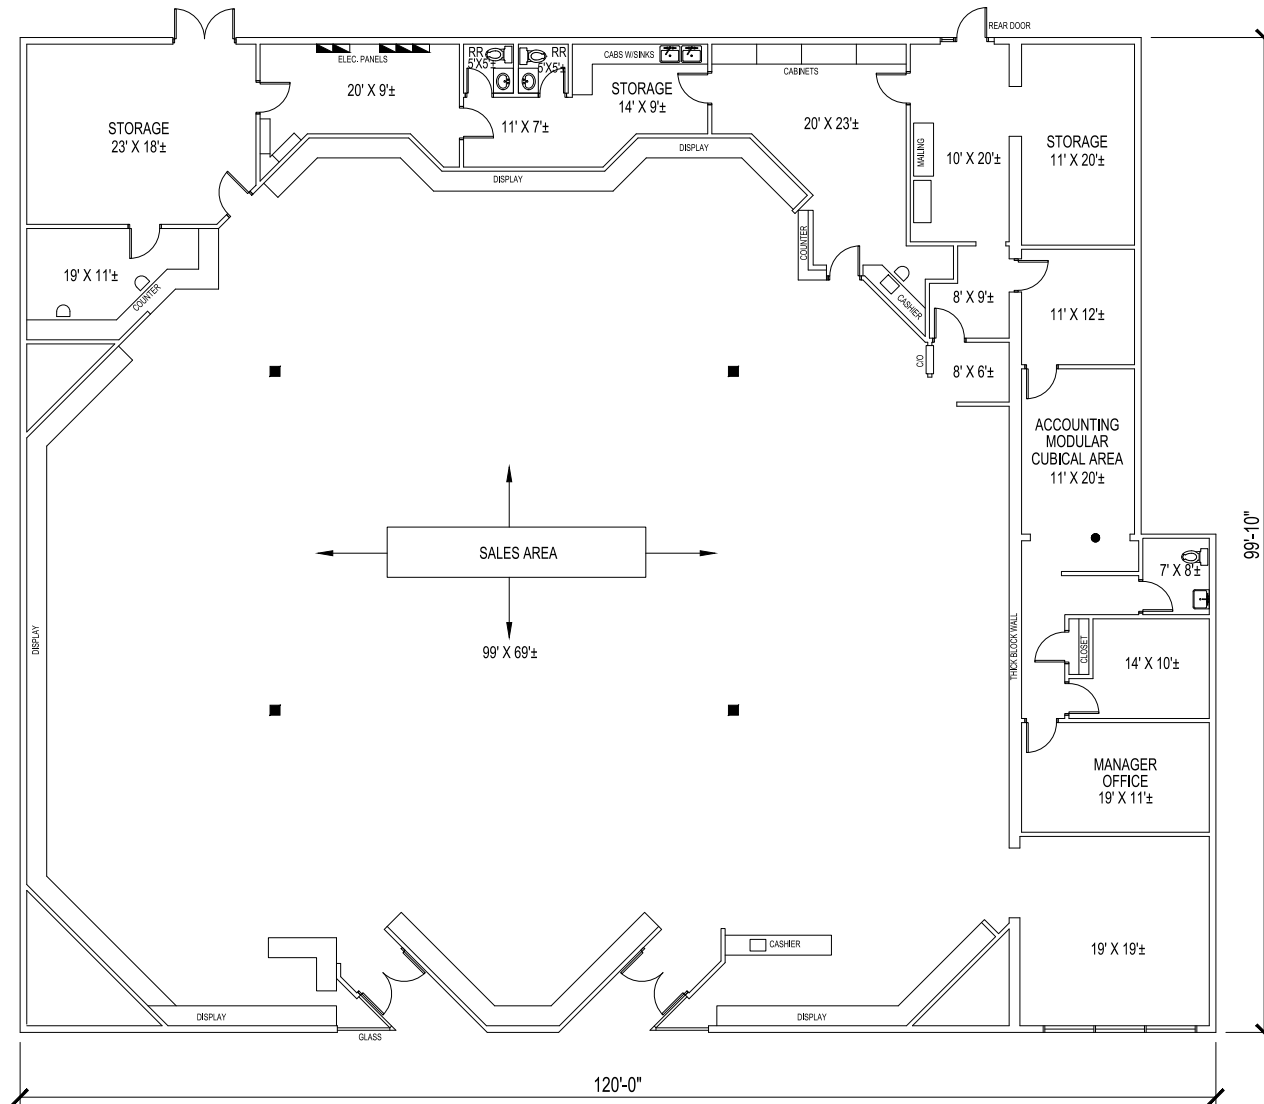 REAR DOOR
ELEC. PANELS
RR
5'X5'±
RR
5'X5'±
CABS W/SINKS
CABINETS
20' X 9'±
STORAGE
14' X 9'±
STORAGE
23' X 18'±
11' X 7'±
20' X 23'±
MAILING
10' X 20'±
STORAGE
11' X 20'±
DISPLAY
DISPLAY
COUNTER
19' X 11'±
COUNTER
CASHIER
8' X 9'±
11' X 12'±
C/O
8' X 6'±
ACCOUNTING
MODULAR
CUBICAL AREA
11' X 20'±
99'-10"
SALES AREA
7' X 8'±
DISPLAY
99' X 69'±
THICK BLOCK WALL
CLOSET
14' X 10'±
MANAGER
OFFICE
19' X 11'±
CASHIER
19' X 19'±
DISPLAY
DISPLAY
GLASS
120'-0"